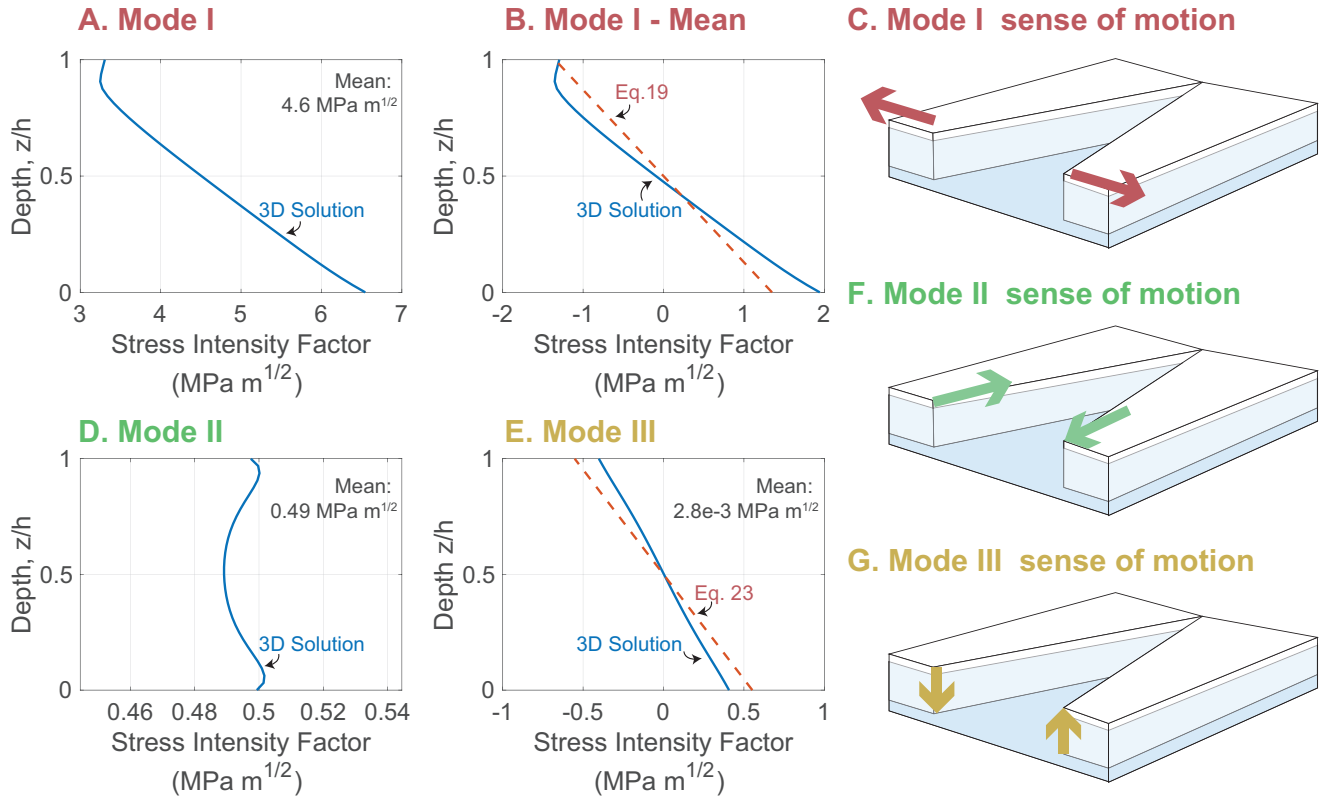 A. Mode I
Mean:
4.6 MPa m1/2
3D Solution
1
0.5
0
Depth, z/h
3 4 5 6 7
Stress Intensity Factor
(MPa m1/2)
B. Mode I - Mean
Eq.19
3D Solution
1
0.5
0
Depth, z/h
-2 -1 0 1 2
Stress Intensity Factor
(MPa m1/2)
C. Mode I sense of motion
D. Mode II
Mean:
0.49 MPa m1/2
3D Solution
1
0.5
0
Depth, z/h
0.46 0.48 0.5 0.52 0.54
Stress Intensity Factor
(MPa m1/2)
E. Mode III
Mean:
2.8e-3 MPa m1/2
Eq. 23
3D Solution
1
0.5
0
Depth z/h
-1 -0.5 0 0.5 1
Stress Intensity Factor
(MPa m1/2)
F. Mode II sense of motion
G. Mode III sense of motion